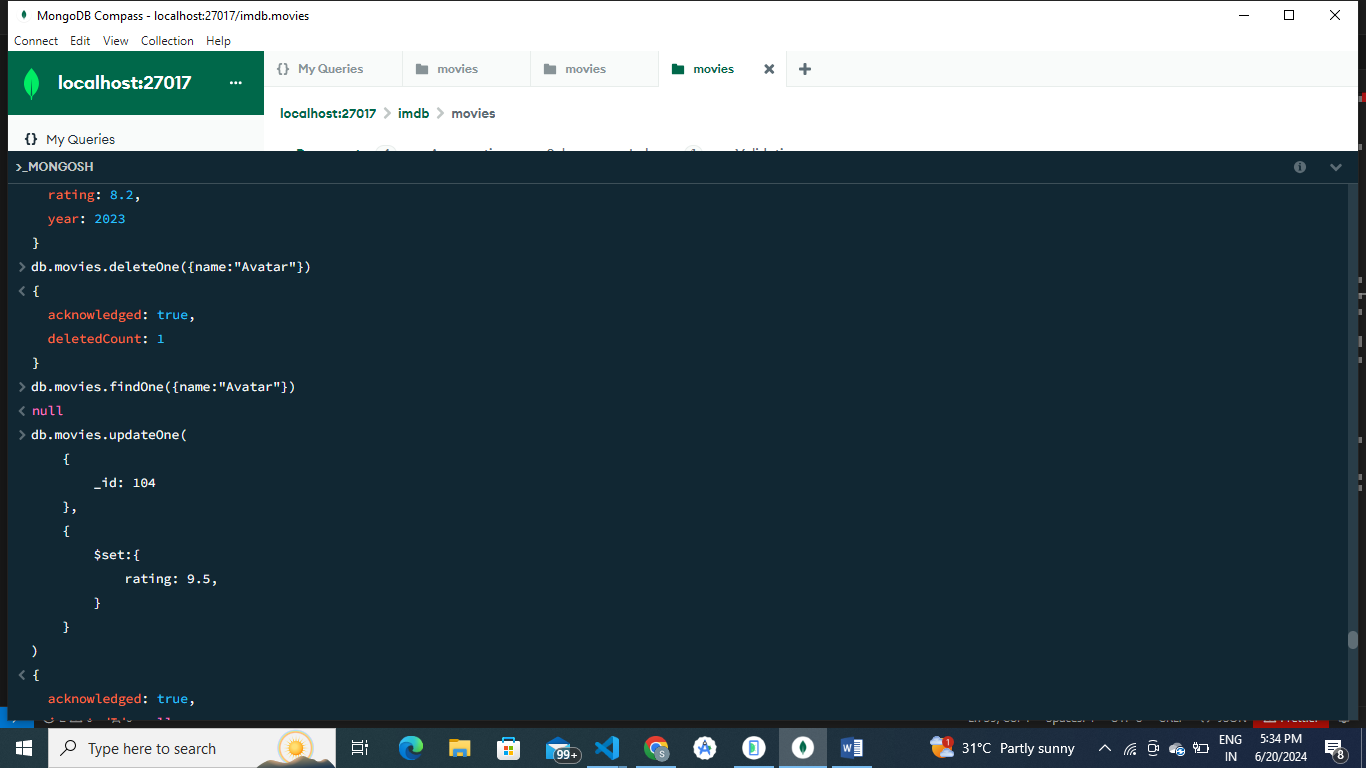 MongoDB Compass - localhost:27017/imdb.movies
Connect Edit View Collection Help
localhost:27017 ...
{} My Queries
movies
movies
movies
localhost:27017 > imdb > movies
{} My Queries
>_MONGOSH
rating: 8.2,
year: 2023
}
> db.movies.deleteOne({name:"Avatar"})
< {
acknowledged: true,
deletedCount: 1
}
> db.movies.findOne({name:"Avatar"})
< null
> db.movies.updateOne(
{
_id: 104
},
{
$set:{
rating: 9.5,
}
}
)
< {
acknowledged: true,
Type here to search
99+
31°C Partly sunny
ENG
IN
5:34 PM
6/20/2024
8